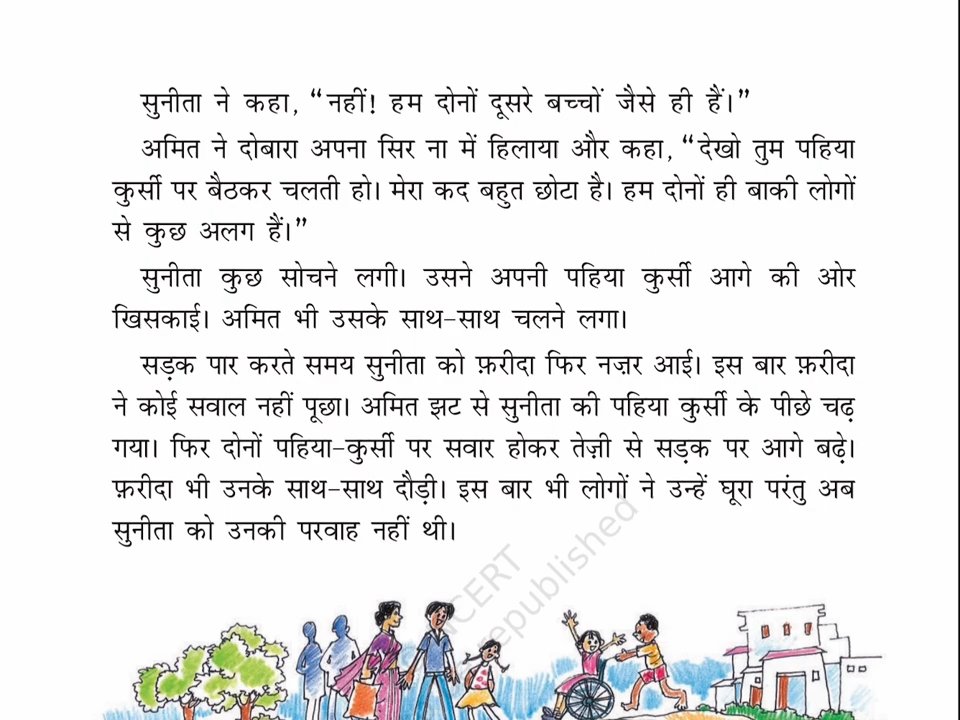 सुनीता ने कहा, “नहीं! हम दोनों दूसरे बच्चों जैसे ही हैं।”
अमित ने दोबारा अपना सिर ना में हिलाया और कहा, “देखो तुम पहिया
कुर्सी पर बैठकर चलती हो। मेरा कद बहुत छोटा है। हम दोनों ही बाकी लोगों
से कुछ अलग हैं।”
सुनीता कुछ सोचने लगी। उसने अपनी पहिया कुर्सी आगे की ओर
खिसकाई। अमित भी उसके साथ-साथ चलने लगा।
सड़क पार करते समय सुनीता को फ़रीदा फिर नज़र आई। इस बार फ़रीदा
ने कोई सवाल नहीं पूछा। अमित झट से सुनीता की पहिया कुर्सी के पीछे चढ़
गया। फिर दोनों पहिया-कुर्सी पर सवार होकर तेज़ी से सड़क पर आगे बढ़े।
फ़रीदा भी उनके साथ-साथ दौड़ी। इस बार भी लोगों ने उन्हें घूरा परंतु अब
सुनीता को उनकी परवाह नहीं थी।
republished